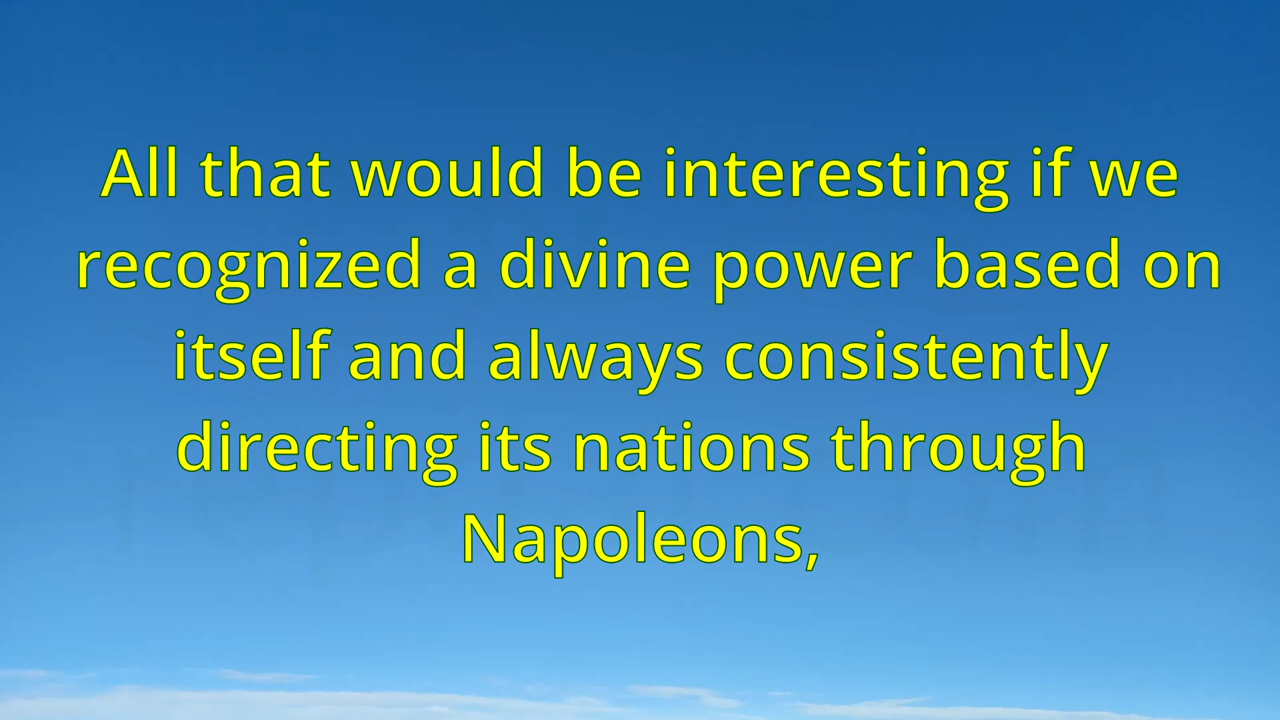 All that would be interesting if we
recognized a divine power based on
itself and always consistently
directing its nations through
Napoleons,